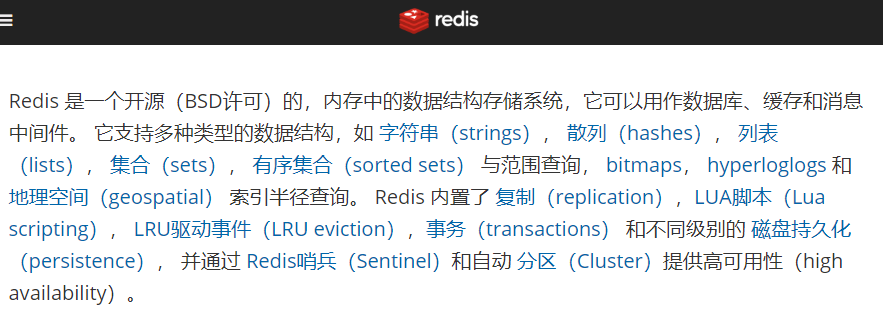 redis
Redis 是一个开源（BSD许可）的，内存中的数据结构存储系统，它可以用作数据库、缓存和消息
中间件。 它支持多种类型的数据结构，如 字符串（strings）， 散列（hashes）， 列表
（lists）， 集合（sets）， 有序集合（sorted sets） 与范围查询， bitmaps， hyperloglogs 和
地理空间（geospatial） 索引半径查询。 Redis 内置了 复制（replication），LUA脚本（Lua
scripting）， LRU驱动事件（LRU eviction），事务（transactions） 和不同级别的 磁盘持久化
（persistence）， 并通过 Redis哨兵（Sentinel）和自动 分区（Cluster）提供高可用性（high
availability）。